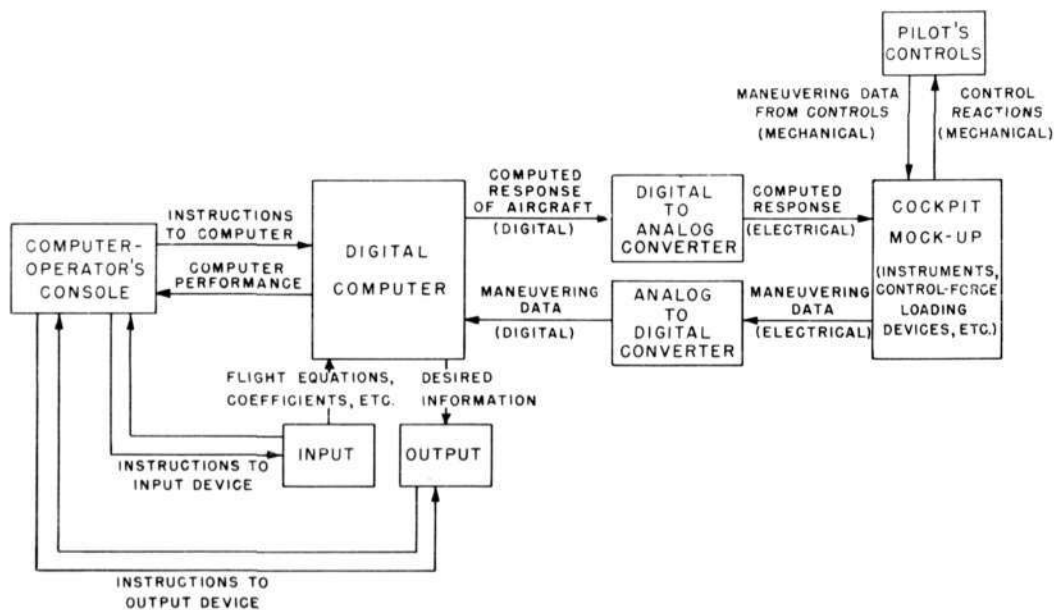 PILOT'S
CONTROLS
MANEUVERING DATA
FROM CONTROLS
(MECHANICAL)
CONTROL
REACTIONS
(MECHANICAL)
COMPUTER-
OPERATOR'S
CONSOLE
INSTRUCTIONS
TO COMPUTER
COMPUTER
PERFORMANCE
DIGITAL
COMPUTER
COMPUTED
RESPONSE
OF AIRCRAFT
(DIGITAL)
MANEUVERING
DATA
(DIGITAL)
DIGITAL
TO
ANALOG
CONVERTER
ANALOG
TO
DIGITAL
CONVERTER
COMPUTED
RESPONSE
(ELECTRICAL)
MANEUVERING
DATA
(ELECTRICAL)
COCKPIT
MOCK-UP
(INSTRUMENTS,
CONTROL-FORCE
LOADING
DEVICES, ETC.)
FLIGHT EQUATIONS,
COEFFICIENTS, ETC.
DESIRED
INFORMATION
INPUT
OUTPUT
INSTRUCTIONS TO
INPUT DEVICE
INSTRUCTIONS TO
OUTPUT DEVICE